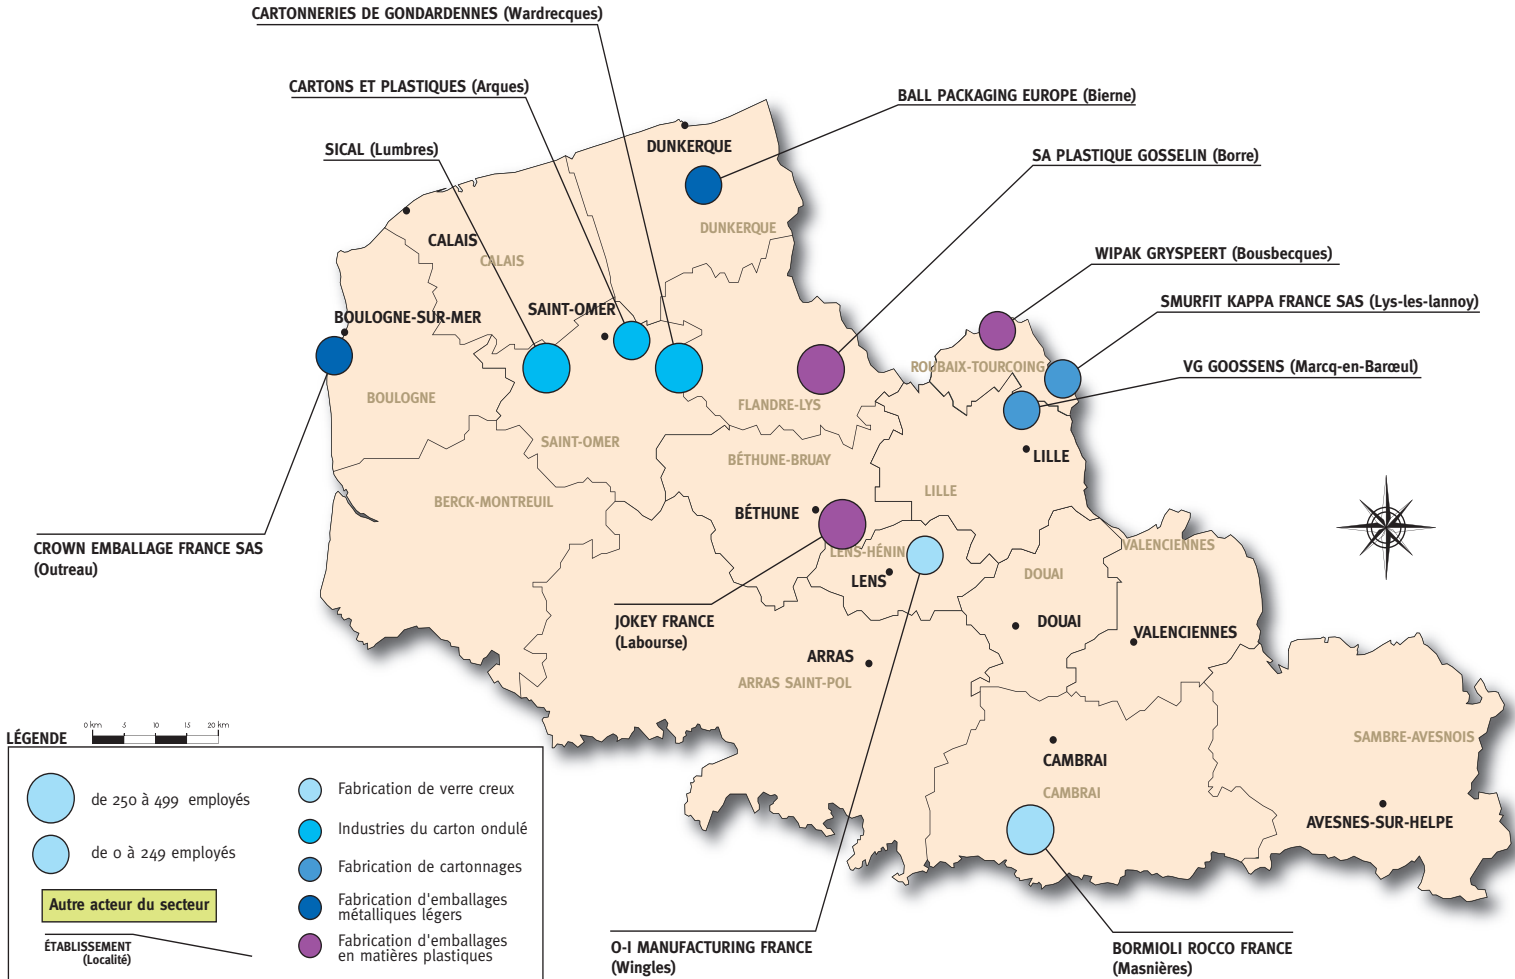 CARTONNERIES DE GONDARDENNES (Wardrecques)
CARTONS ET PLASTIQUES (Arques)
BALL PACKAGING EUROPE (Bierne)
SICAL (Lumbres)
DUNKERQUE
SA PLASTIQUE GOSSELIN (Borre)
DUNKERQUE
CALAIS
CALAIS
WIPAK GRYSPEERT (Bousbecques)
SMURFIT KAPPA FRANCE SAS (Lys-les-lannoy)
SAINT-OMER
BOULOGNE-SUR-MER
ROUBAIX-TOURCOING
VG GOOSSENS (Marcq-en-Barœul)
BOULOGNE
FLANDRE-LYS
SAINT-OMER
BÉTHUNE-BRUAY
LILLE
LILLE
BERCK-MONTREUIL
BÉTHUNE
CROWN EMBALLAGE FRANCE SAS
(Outreau)
LENS-HÉNIN
VALENCIENNES
LENS
DOUAI
JOKEY FRANCE
(Labourse)
DOUAI
VALENCIENNES
ARRAS
ARRAS SAINT-POL
SAMBRE-AVESNOIS
CAMBRAI
CAMBRAI
AVESNES-SUR-HELPE
O-I MANUFACTURING FRANCE
(Wingles)
BORMIOLI ROCCO FRANCE
(Masnières)
LÉGENDE
0 km 5 10 15 20 km
de 250 à 499 employés
de 0 à 249 employés
Autre acteur du secteur
ÉTABLISSEMENT
(Localité)
Fabrication de verre creux
Industries du carton ondulé
Fabrication de cartonnages
Fabrication d'emballages
métalliques légers
Fabrication d'emballages
en matières plastiques